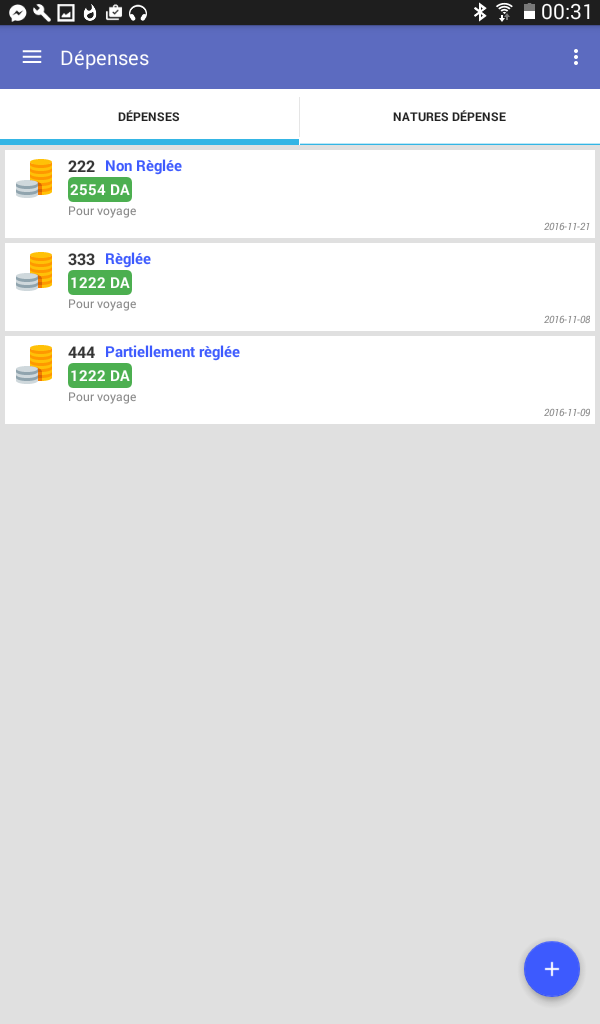 00:31
Dépenses
DÉPENSES
NATURES DÉPENSE
222 Non Règlée
2554 DA
Pour voyage
2016-11-21
333 Règlée
1222 DA
Pour voyage
2016-11-08
444 Partiellement règlée
1222 DA
Pour voyage
2016-11-09